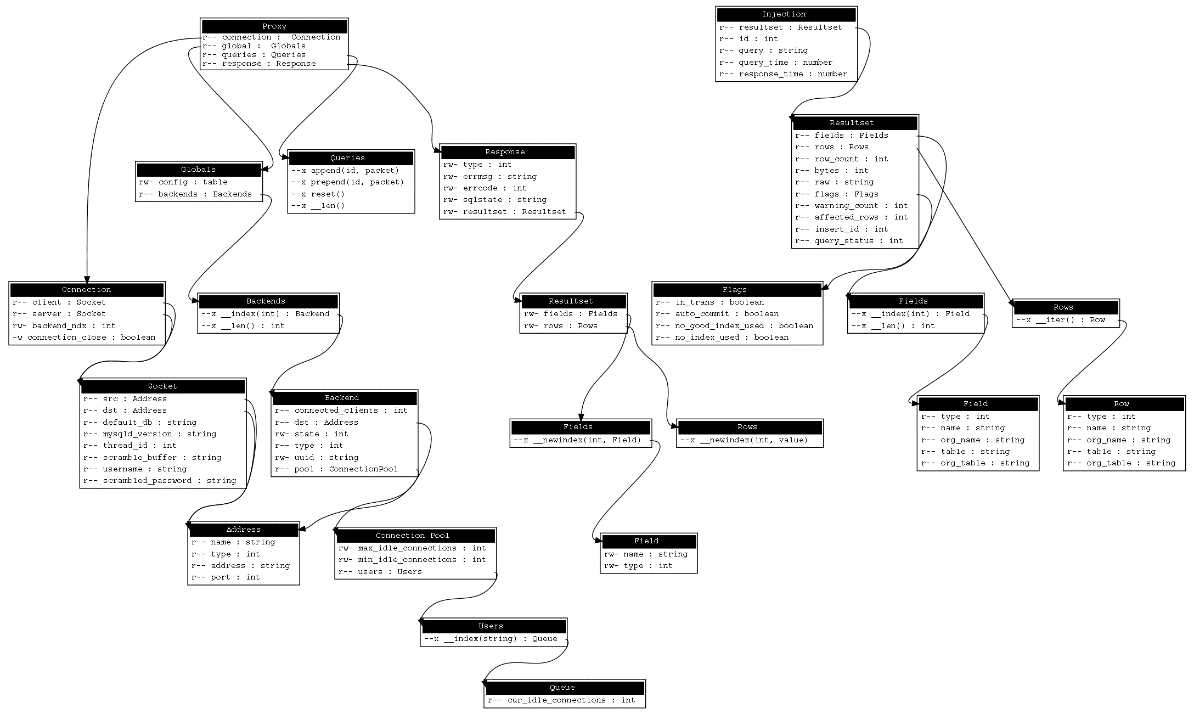 Proxy
r-- connection : Connection
r-- global : Globals
r-- queries : Queries
r-- response : Response
Injection
r-- resultset : Resultset
r-- id : int
r-- query : string
r-- query_time : number
r-- response_time : number
Globals
rw- config : table
r-- backends : Backends
Queries
--x append(id, packet)
--x prepend(id, packet)
--x reset()
--x __len()
Response
rw- type : int
rw- errmsg : string
rw- errcode : int
rw- sqlstate : string
rw- resultset : Resultset
Resultset
r-- fields : Fields
r-- rows : Rows
r-- row_count : int
r-- bytes : int
r-- raw : string
r-- flags : Flags
r-- warning_count : int
r-- affected_rows : int
r-- insert_id : int
r-- query_status : int
Connection
r-- client : Socket
r-- server : Socket
rw- backend_ndx : int
-w connection_close : boolean
Backends
--x __index(int) : Backend
--x __len() : int
Resultset
rw- fields : Fields
rw- rows : Rows
Flags
r-- in_trans : boolean
r-- auto_commit : boolean
r-- no_good_index_used : boolean
r-- no_index_used : boolean
Fields
--x __index(int) : Field
--x __len() : int
Rows
--x __iter() : Row
Socket
r-- src : Address
r-- dst : Address
r-- default_db : string
r-- mysqld_version : string
r-- thread_id : int
r-- scramble_buffer : string
r-- username : string
r-- scrambled_password : string
Backend
r-- connected_clients : int
r-- dst : Address
rw- state : int
r-- type : int
rw- uuid : string
r-- pool : ConnectionPool
Fields
--x __newindex(int, Field)
Rows
--x __newindex(int, value)
Field
r-- type : int
r-- name : string
r-- org_name : string
r-- table : string
r-- org_table : string
Row
r-- type : int
r-- name : string
r-- org_name : string
r-- table : string
r-- org_table : string
Address
r-- name : string
r-- type : int
r-- address : string
r-- port : int
Connection Pool
rw- max_idle_connections : int
rw- min_idle_connections : int
r-- users : Users
Field
rw- name : string
rw- type : int
Users
--x __index(string) : Queue
Queue
r-- cur_idle_connections : int